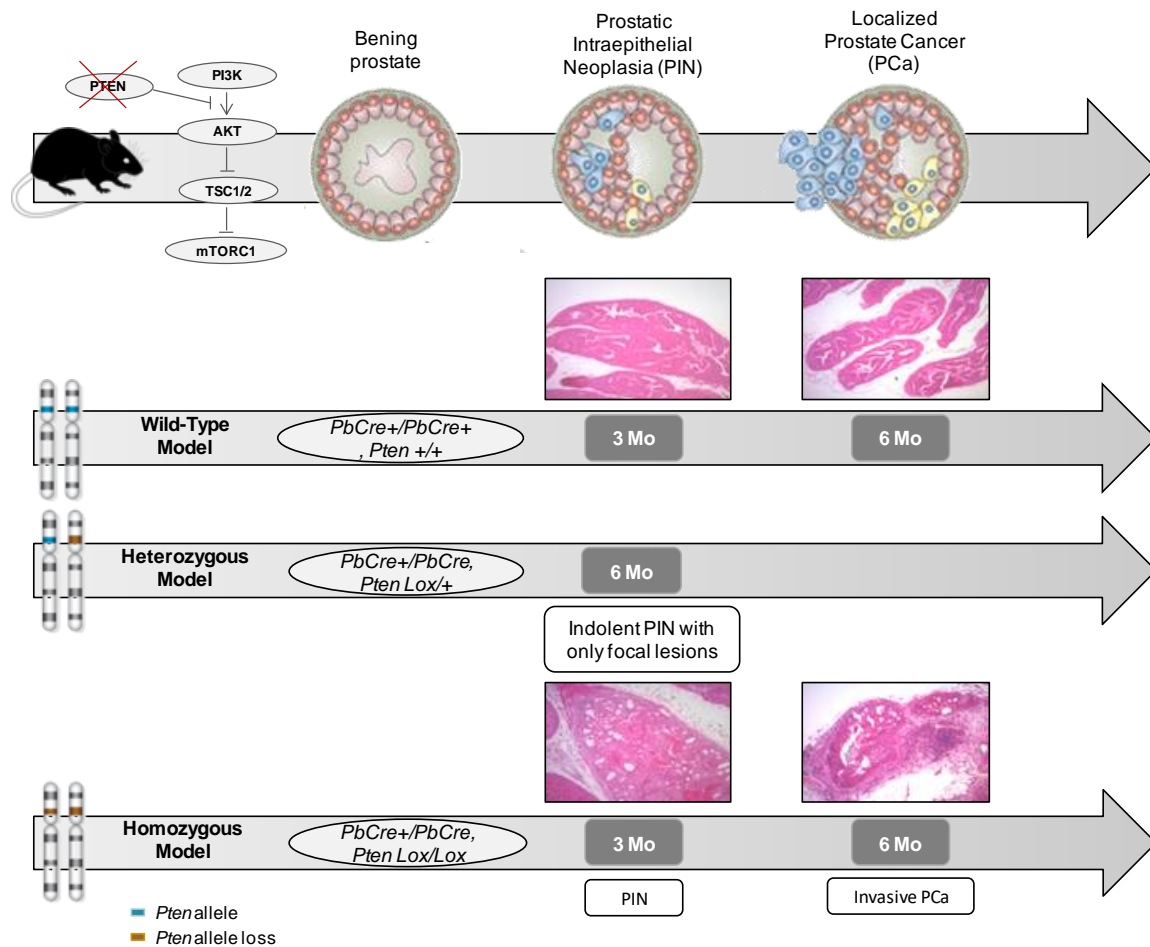 Bening
prostate
Prostatic
Intraepithelial
Neoplasia (PIN)
Localized
Prostate Cancer
(PCa)
PTEN
PI3K
AKT
TSC1/2
mTORC1
Wild-Type
Model
PbCre+/PbCre+
, Pten +/+
3 Mo
6 Mo
Heterozygous
Model
PbCre+/PbCre,
Pten Lox/+
6 Mo
Indolent PIN with
only focal lesions
Homozygous
Model
PbCre+/PbCre,
Pten Lox/Lox
3 Mo
6 Mo
PIN
Invasive PCa
Pten allele
Pten allele loss